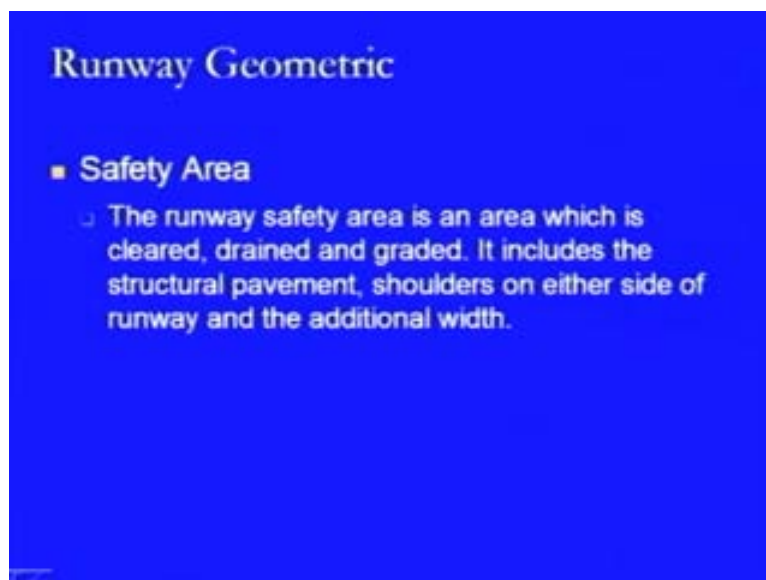 Runway Geometric
Safety Area
The runway safety area is an area which is
cleared, drained and graded. It includes the
structural pavement, shoulders on either side of
runway and the additional width.